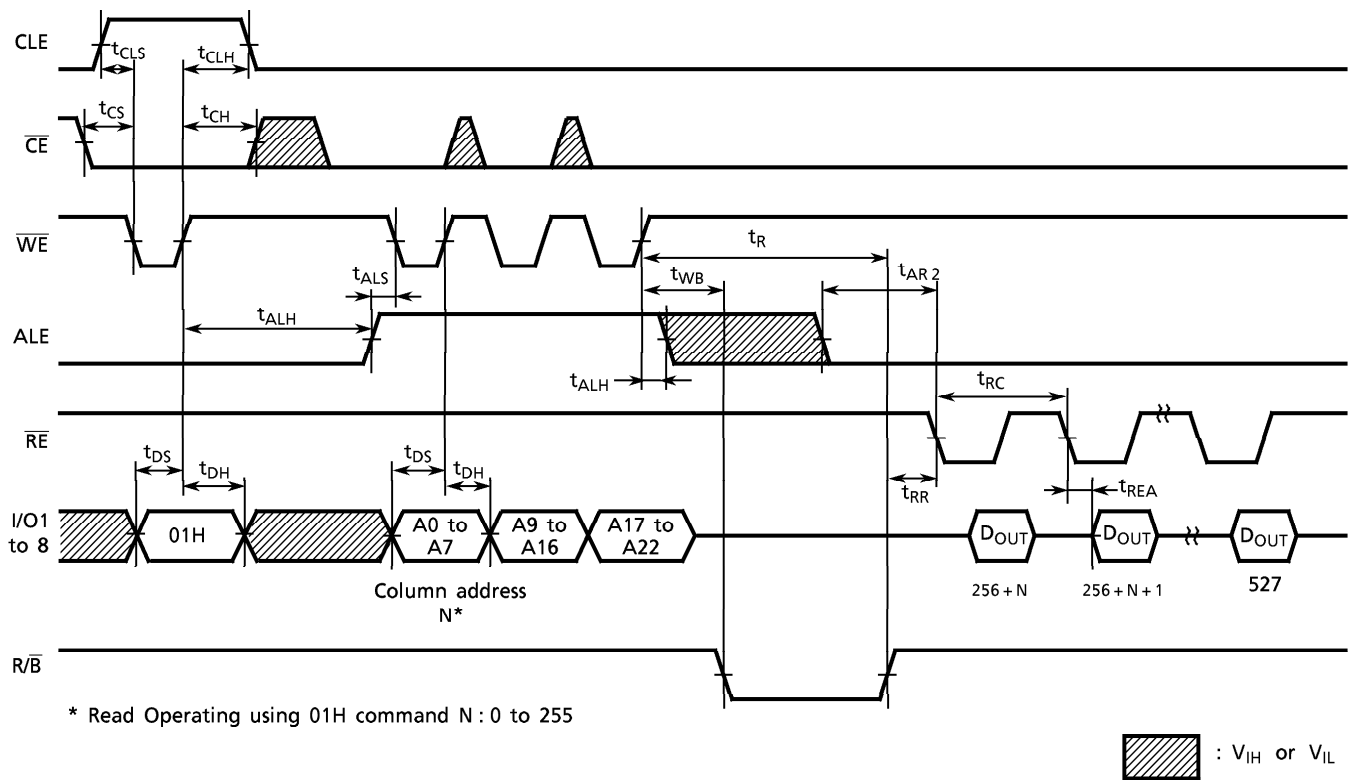 CLE
tCLS
tCLH
tCS
tCH
CE
WE
tR
tALS
tWB
tAR2
tALH
ALE
tALH
tRC
RE
tDS
tDH
tDS
tDH
tRR
tREA
I/O1
to 8
01H
A0 to
A7
A9 to
A16
A17 to
A22
DOUT
DOUT
DOUT
256 + N
256 + N + 1
527
Column address
N*
R/B
* Read Operating using 01H command N : 0 to 255
: VIH or VIL